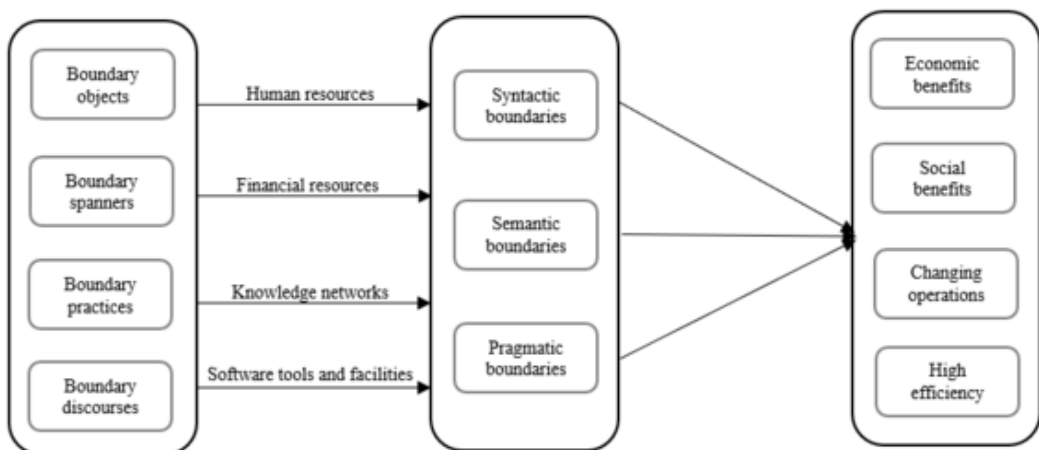 Boundary
objects
Boundary
spanners
Boundary
practices
Boundary
discourses
Human resources
Financial resources
Knowledge networks
Software tools and facilities
Syntactic
boundaries
Semantic
boundaries
Pragmatic
boundaries
Economic
benefits
Social
benefits
Changing
operations
High
efficiency